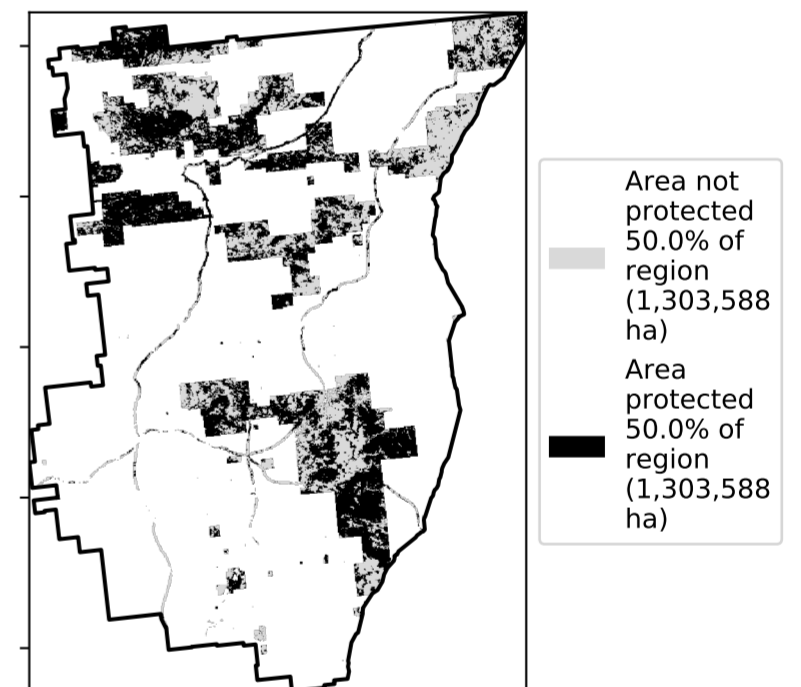 Area not
protected
50.0% of
region
(1,303,588
ha)
Area
protected
50.0% of
region
(1,303,588
ha)